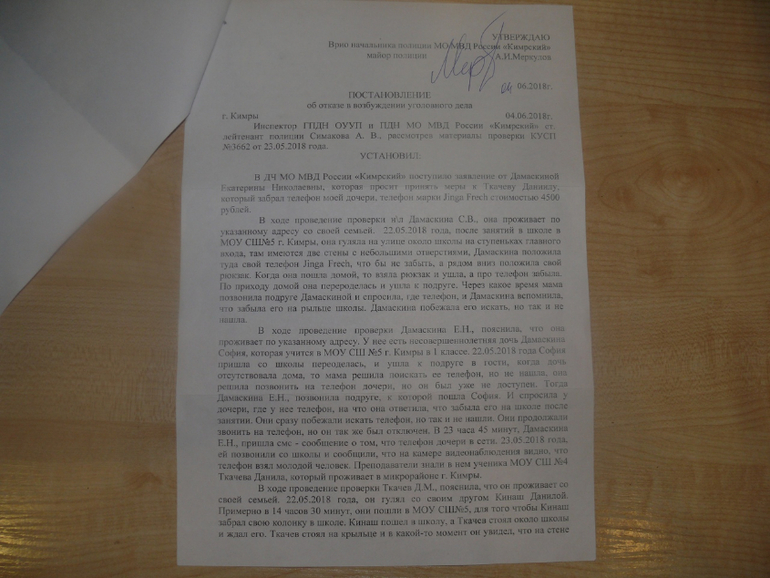 УТВЕРЖДАЮ
Врио начальника полиции МО МВД России «Кимрский»
майор полиции А.И.Меркулов
04 06.2018г.
ПОСТАНОВЛЕНИЕ
об отказе в возбуждении уголовного дела
г. Кимры 04.06.2018г.
Инспектор ГПДН ОУУП и ПДН МО МВД России «Кимрский» ст.
лейтенант полиции Симакова А. В., рассмотрев материалы проверки КУСП
№3662 от 23.05.2018 года.
УСТАНОВИЛ:
В ДЧ МО МВД России «Кимрский» поступило заявление от Дамаскиной
Екатерины Николаевны, которая просит принять меры к Ткачеву Даниилу,
который забрал телефон моей дочери, телефон марки Jinga Frech стоимостью 4500
рублей.
В ходе проведение проверки н\л Дамаскина С.В., она проживает по
указанному адресу со своей семьей. 22.05.2018 года, после занятий в школе в
МОУ СШ№5 г. Кимры, она гуляла на улице около школы на ступеньках главного
входа, там имеются две стены с небольшими отверстиями, Дамаскина положила
туда свой телефон Jinga Frech, что бы не забыть, а рядом вниз положила свой
рюкзак. Когда она пошла домой, то взяла рюкзак и ушла, а про телефон забыла.
По приходу домой она переоделась и ушла к подруге. Через какое время мама
позвонила подруге Дамаскиной и спросила, где телефон, и Дамаскина вспомнила,
что забыла его на рыльце школы. Дамаскина побежала его искать, но так и не
нашла.
В ходе проведение проверки Дамаскина Е.Н., пояснила, что она
проживает по указанному адресу. У нее есть несовершеннолетняя дочь Дамаскина
София, которая учится в МОУ СШ №5 г. Кимры в 1 классе. 22.05.2018 года София
пришла со школы переоделась, и ушла к подруге в гости, когда дочь
отсутствовала дома, то мама решила поискать ее телефон, но не нашла, она
решила позвонить на телефон дочери, но он был уже не доступен. Тогда
Дамаскина Е.Н., позвонила подруге, к которой пошла София. И спросила у
дочери, где у нее телефон, на что она ответила, что забыла его на школе после
занятии. Они сразу побежали искать телефон, но так и не нашли. Они продолжали
звонить на телефон, но он так же был отключен. В 23 часа 45 минут, Дамаскина
Е.Н., пришла смс - сообщение о том, что телефон дочери в сети. 23.05.2018 года,
ей позвонили со школы и сообщили, что на камере видеонаблюдения видно, что
телефон взял молодой человек. Преподаватели знали в нем ученика МОУ СШ №4
Ткачева Данила, который проживает в микрорайоне г. Кимры.
В ходе проведение проверки Ткачев Д.М., пояснила, что он проживает со
своей семьей. 22.05.2018 года, он гулял со своим другом Кинаш Данилой.
Примерно в 14 часов 30 минут, они пошли в МОУ СШ№5, для того чтобы Кинаш
забрал свою колонку в школе. Кинаш пошел в школу, а Ткачев стоял около школы
и ждал его. Ткачев стоял на крыльце и в какой-то момент он увидел, что на стене